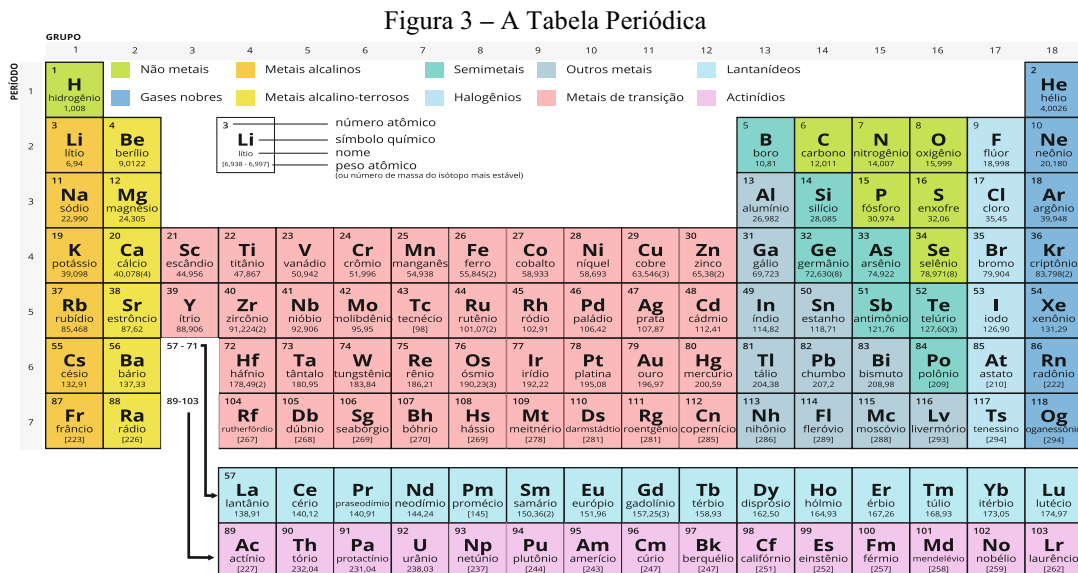 Figura 3 – A Tabela Periódica
GRUPO
1 2 3 4 5 6 7 8 9 10 11 12 13 14 15 16 17 18
PERÍODO
Não metais Metais alcalinos Semimetais Outros metais Lantanídeos
Gases nobres Metais alcalino-terrosos Halogênios Metais de transição Actinídios
3 número atômico
Li símbolo químico
lítio nome
[6,938 - 6,997] peso atômico
(ou número de massa do isótopo mais estável)
1
1 2
H He
hidrogênio hélio
1,008 4,0026
2
3 4 5 6 7 8 9 10
Li Be B C N O F Ne
lítio berílio boro carbono nitrogênio oxigênio flúor neônio
6,94 9,0122 10,81 12,011 14,007 15,999 18,998 20,180
3
11 12 13 14 15 16 17 18
Na Mg Al Si P S Cl Ar
sódio magnésio alumínio silício fósforo enxofre cloro argônio
22,990 24,305 26,982 28,085 30,974 32,06 35,45 39,948
4
19 20 21 22 23 24 25 26 27 28 29 30 31 32 33 34 35 36
K Ca Sc Ti V Cr Mn Fe Co Ni Cu Zn Ga Ge As Se Br Kr
potássio cálcio escândio titânio vanádio crômio manganês ferro cobalto níquel cobre zinco gálio germânio arsênio selênio bromo criptônio
39,098 40,078(4) 44,956 47,867 50,942 51,996 54,938 55,845(2) 58,933 58,693 63,546(3) 65,38(2) 69,723 72,630(8) 74,922 78,971(8) 79,904 83,798(2)
5
37 38 39 40 41 42 43 44 45 46 47 48 49 50 51 52 53 54
Rb Sr Y Zr Nb Mo Tc Ru Rh Pd Ag Cd In Sn Sb Te I Xe
rubídio estrôncio ítrio zircônio nióbio molibdênio tecnécio rutênio ródio paládio prata cádmio índio estanho antimônio telúrio iodo xenônio
85,468 87,62 88,906 91,224(2) 92,906 95,95 [98] 101,07(2) 102,91 106,42 107,87 112,41 114,82 118,71 121,76 127,60(3) 126,90 131,29
6
55 56 57 - 71 72 73 74 75 76 77 78 79 80 81 82 83 84 85 86
Cs Ba Hf Ta W Re Os Ir Pt Au Hg Tl Pb Bi Po At Rn
césio bário háfnio tântalo tungstênio rênio ósmio irídio platina ouro mercúrio tálio chumbo bismuto polônio astato radônio
132,91 137,33 178,49(2) 180,95 183,84 186,21 190,23(3) 192,22 195,08 196,97 200,59 204,38 207,2 208,98 [209] [210] [222]
7
87 88 89-103 104 105 106 107 108 109 110 111 112 113 114 115 116 117 118
Fr Ra Rf Db Sg Bh Hs Mt Ds Rg Cn Nh Fl Mc Lv Ts Og
frâncio rádio rutherfórdio dúbnio seabórgio bóhrio hássio meitnério darmstádtio roentgênio copernício nihônio fleróvio moscóvio livermório tenessino oganessônio
[223] [226] [267] [268] [269] [270] [269] [278] [281] [281] [285] [286] [289] [288] [293] [294] [294]
57
La Ce Pr Nd Pm Sm Eu Gd Tb Dy Ho Er Tm Yb Lu
lantânio cério praseodímio neodímio promécio samário európio gadolínio térbio disprósio hólmio érbio túlio itérbio lutécio
138,91 140,12 140,91 144,24 [145] 150,36(2) 151,96 157,25(3) 158,93 162,50 164,93 167,26 168,93 173,05 174,97
89 90 91 92 93 94 95 96 97 98 99 100 101 102 103
Ac Th Pa U Np Pu Am Cm Bk Cf Es Fm Md No Lr
actínio tório protactínio urânio netúnio plutônio amerício cúrio berquélio califórnio einstênio férmio mendelévio nobélio laurêncio
[227] 232,04 231,04 238,03 [237] [244] [243] [247] [247] [251] [252] [257] [258] [259] [262]